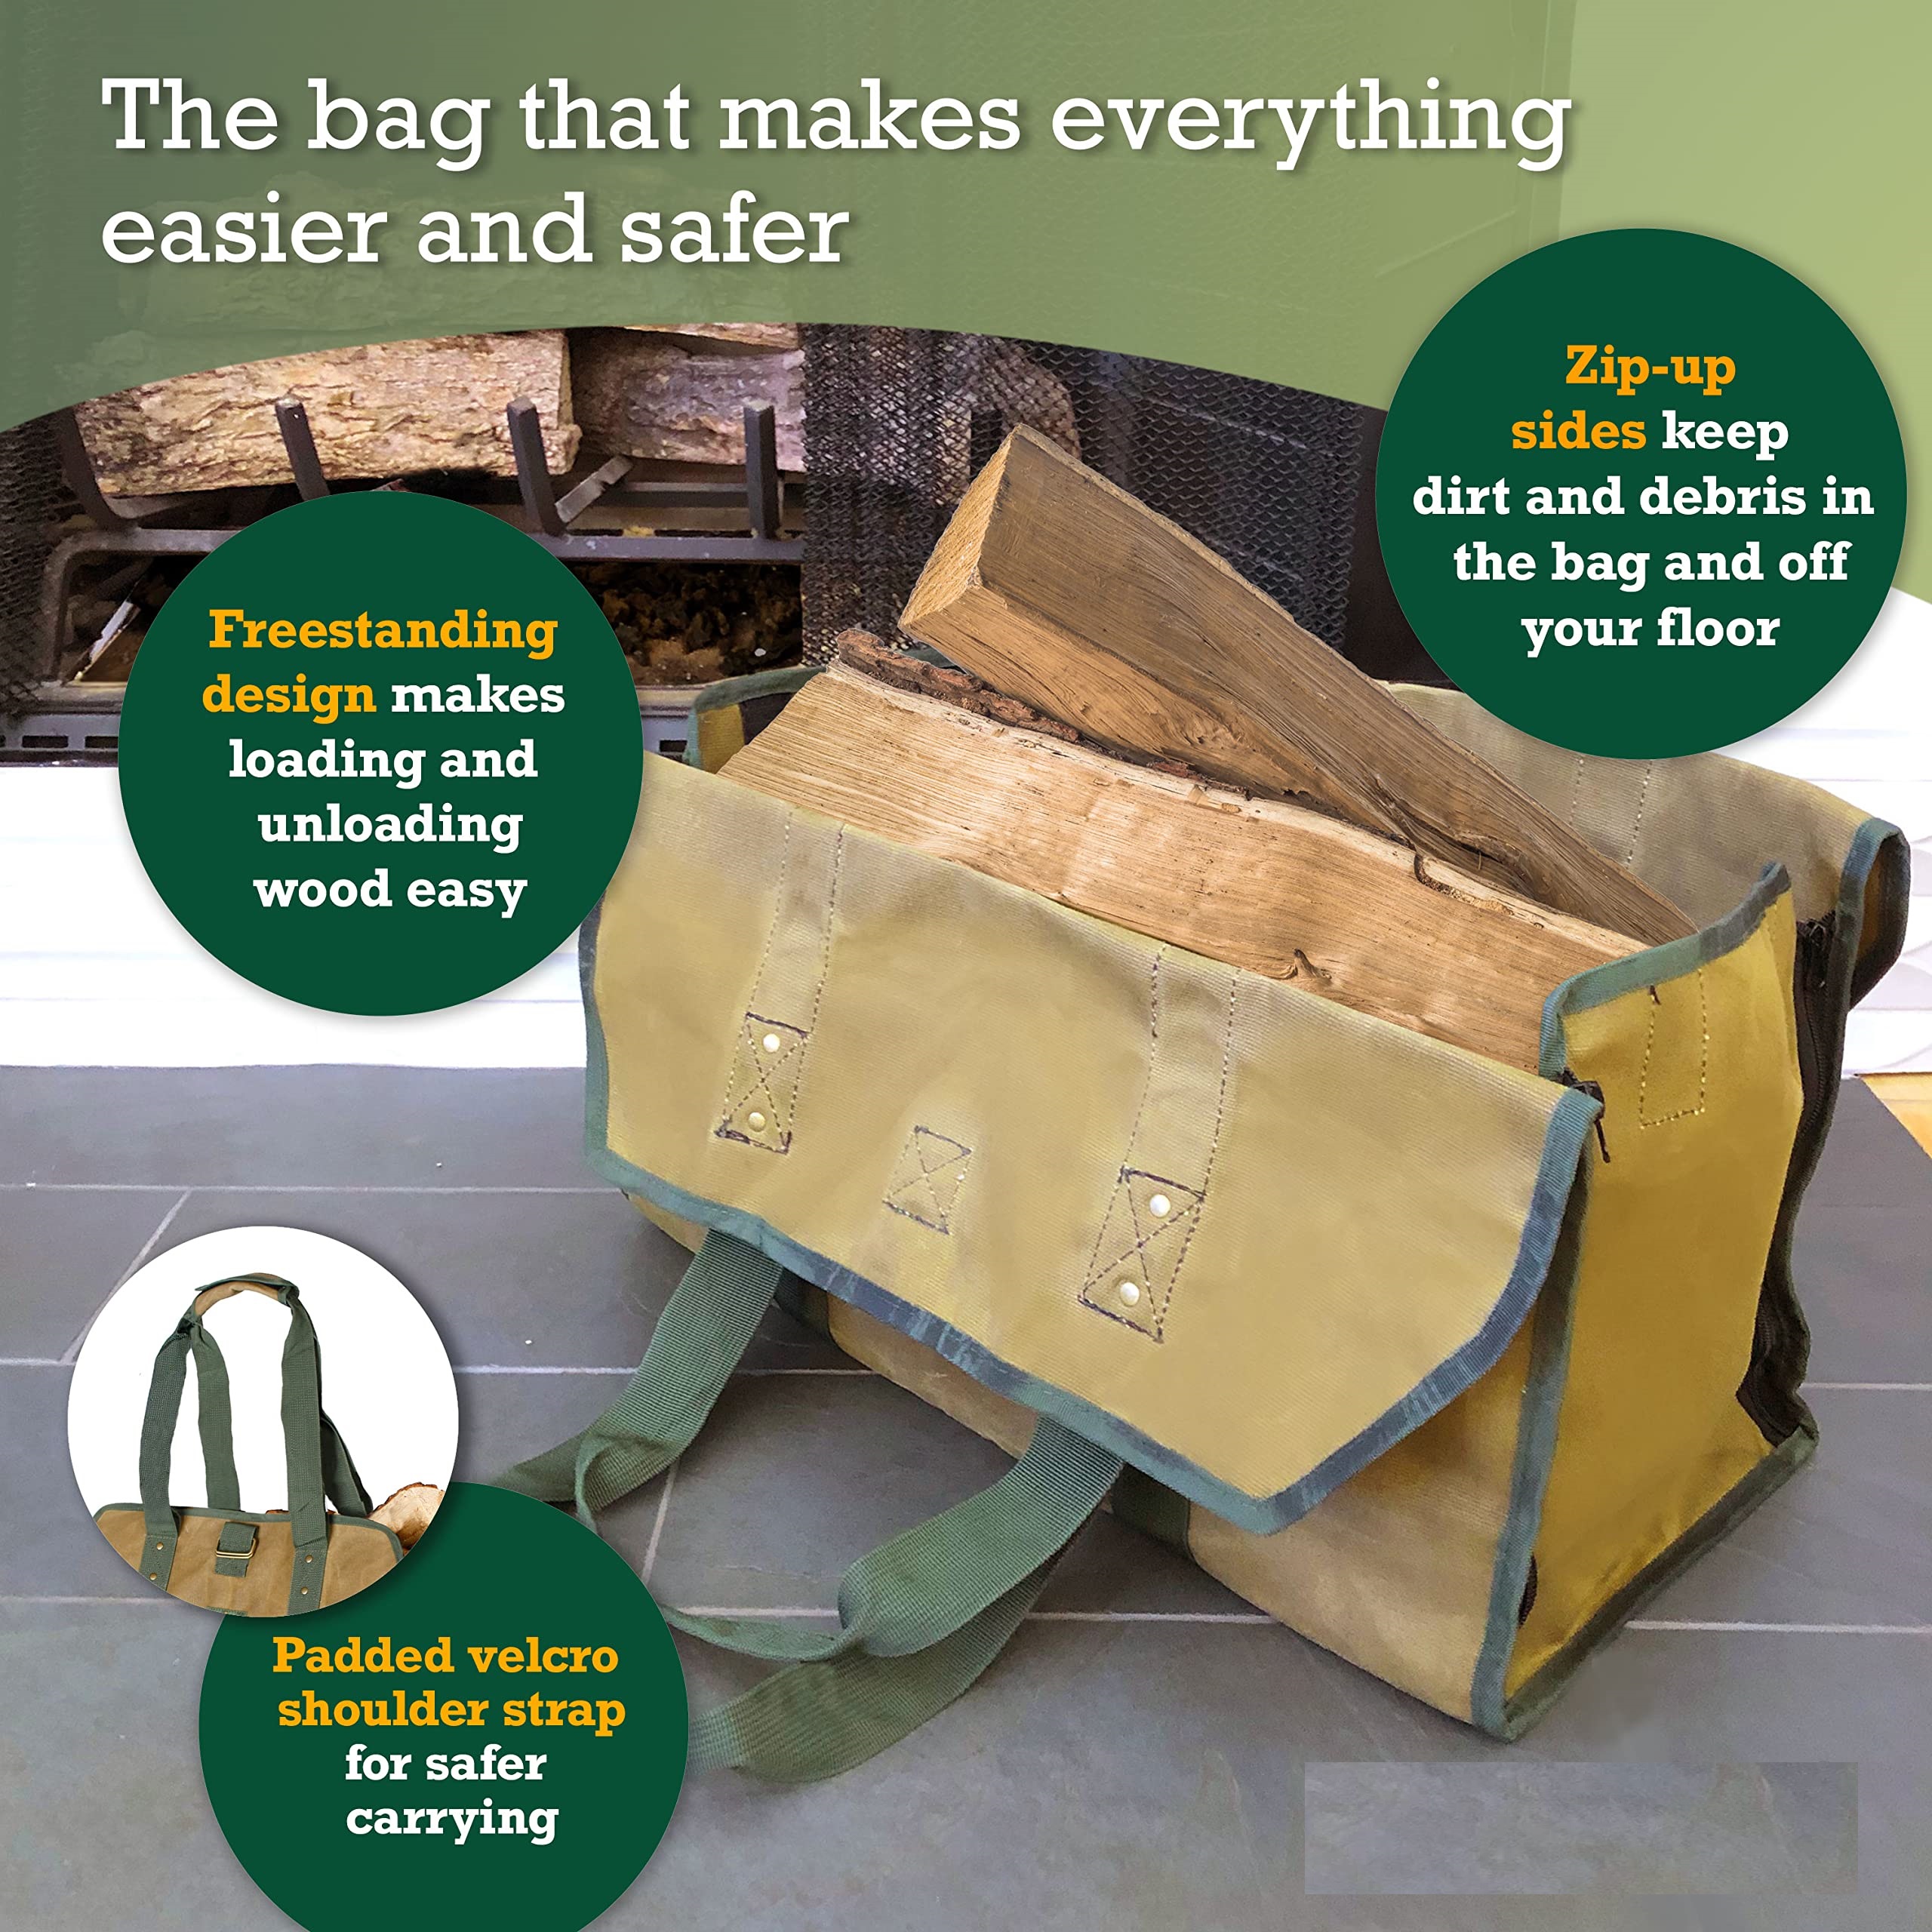 The bag that makes everything
easier and safer
Zip-up
sides keep
dirt and debris in
the bag and off
your floor
Freestanding
design makes
loading and
unloading
wood easy
Padded velcro
shoulder strap
for safer
carrying